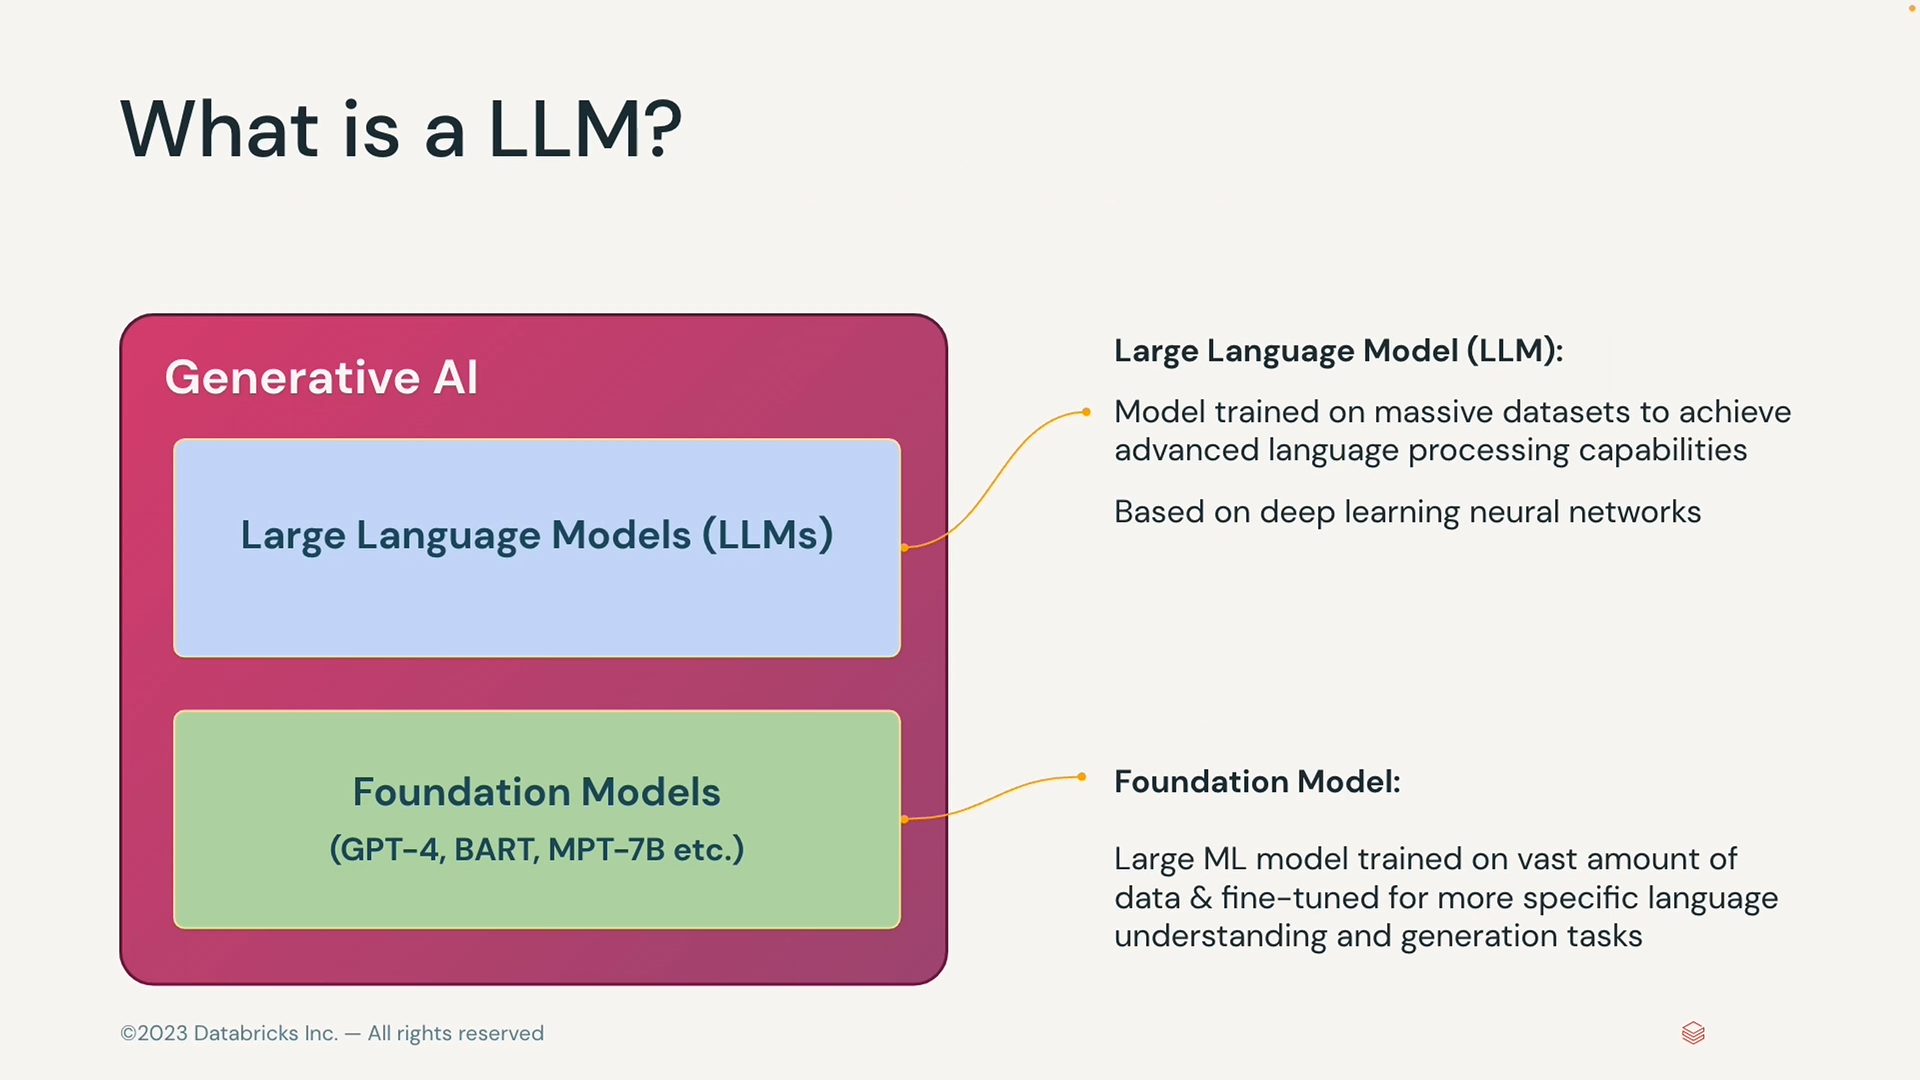 What is a LLM?
Generative AI
Large Language Models (LLMs)
Foundation Models
(GPT-4, BART, MPT-7B etc.)
Large Language Model (LLM):
Model trained on massive datasets to achieve
advanced language processing capabilities
Based on deep learning neural networks
Foundation Model:
Large ML model trained on vast amount of
data & fine-tuned for more specific language
understanding and generation tasks
©2023 Databricks Inc. — All rights reserved